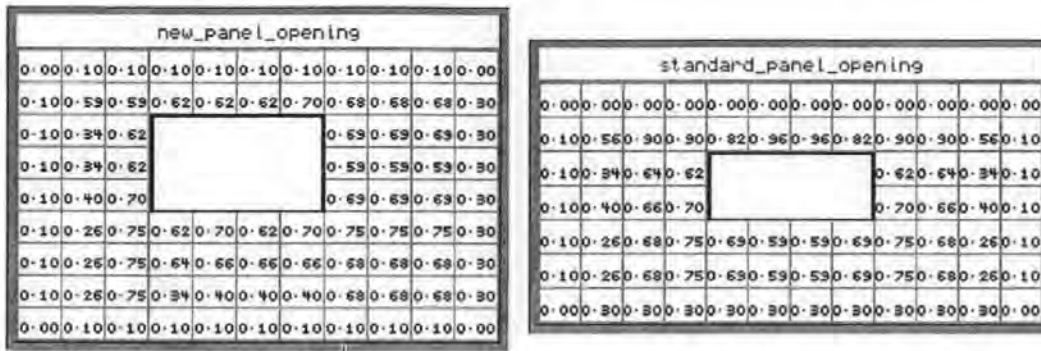 new_panel_opening
0·00 0·10 0·10 0·10 0·10 0·10 0·10 0·10 0·10 0·10 0·00
0·10 0·59 0·59 0·62 0·62 0·62 0·70 0·68 0·68 0·68 0·30
0·10 0·34 0·62 0·69 0·69 0·69 0·30
0·10 0·34 0·62 0·59 0·59 0·59 0·30
0·10 0·40 0·70 0·69 0·69 0·69 0·30
0·10 0·26 0·75 0·62 0·70 0·62 0·70 0·75 0·75 0·75 0·30
0·10 0·26 0·75 0·64 0·66 0·66 0·66 0·68 0·68 0·68 0·30
0·10 0·26 0·75 0·34 0·40 0·40 0·40 0·68 0·68 0·68 0·30
0·00 0·10 0·10 0·10 0·10 0·10 0·10 0·10 0·10 0·10 0·00
standard_panel_opening
0·00 0·00 0·00 0·00 0·00 0·00 0·00 0·00 0·00 0·00 0·00 0·00
0·10 0·56 0·90 0·90 0·82 0·96 0·96 0·82 0·90 0·90 0·56 0·10
0·10 0·34 0·64 0·62 0·62 0·64 0·34 0·10
0·10 0·40 0·66 0·70 0·70 0·66 0·40 0·10
0·10 0·26 0·68 0·75 0·69 0·59 0·59 0·69 0·75 0·68 0·26 0·10
0·10 0·26 0·68 0·75 0·69 0·59 0·59 0·69 0·75 0·68 0·26 0·10
0·00 0·30 0·30 0·30 0·30 0·30 0·30 0·30 0·30 0·30 0·30 0·00